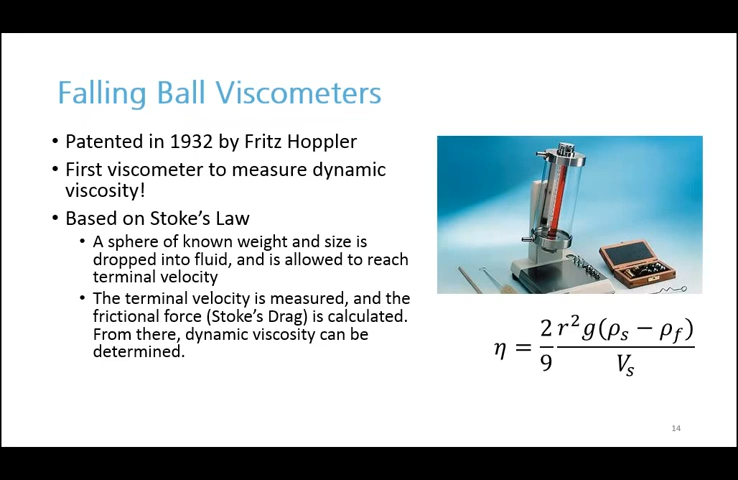 Falling Ball Viscometers
• Patented in 1932 by Fritz Hoppler
• First viscometer to measure dynamic
viscosity!
• Based on Stoke's Law
• A sphere of known weight and size is
dropped into fluid, and is allowed to reach
terminal velocity
• The terminal velocity is measured, and the
frictional force (Stoke's Drag) is calculated.
From there, dynamic viscosity can be
determined.
η = 2/9 r²g(ρₛ − ρf)/Vₛ
14